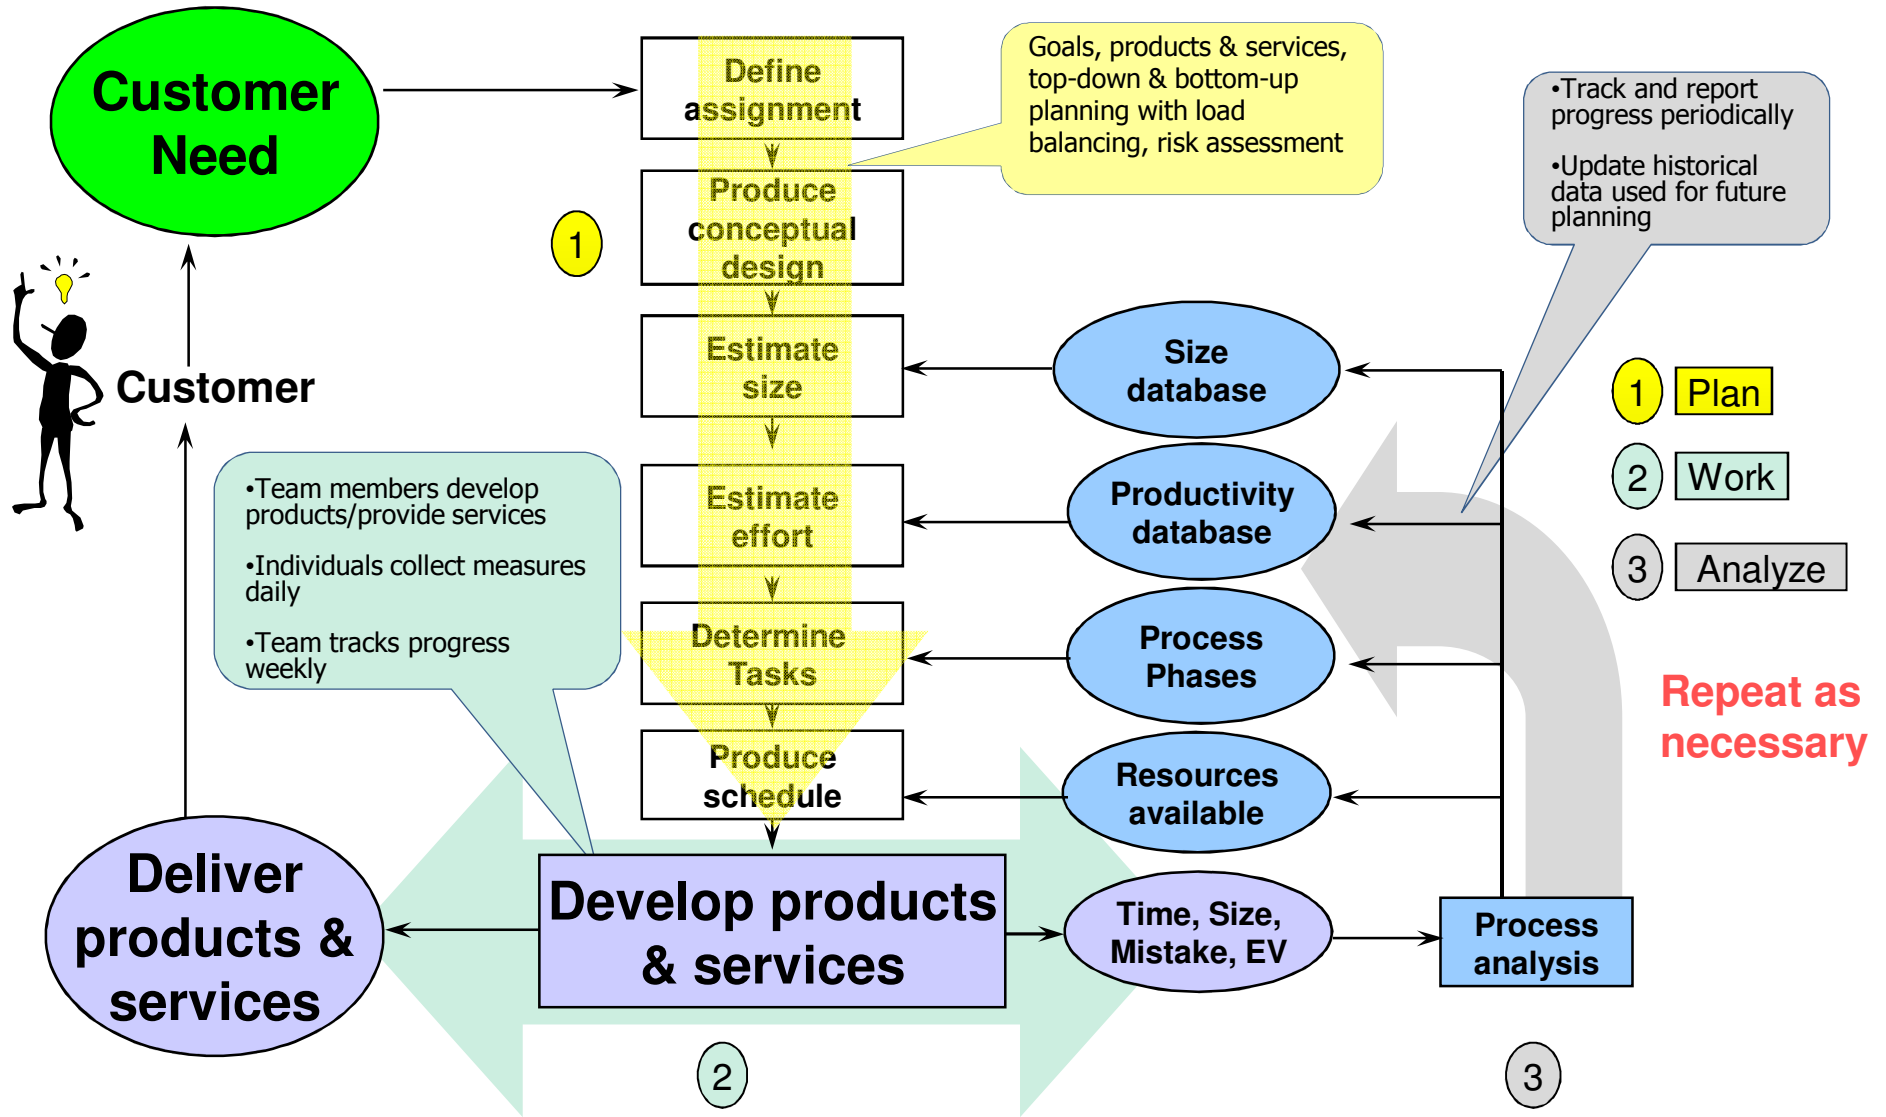 Customer
Need
Define
assignment
Goals, products & services,
top-down & bottom-up
planning with load
balancing, risk assessment
•Track and report
progress periodically
•Update historical
data used for future
planning
1
Produce
conceptual
design
Customer
Estimate
size
Size
database
1
Plan
2
Work
3
Analyze
•Team members develop
products/provide services
•Individuals collect measures
daily
•Team tracks progress
weekly
Estimate
effort
Productivity
database
Determine
Tasks
Process
Phases
Repeat as
necessary
Produce
schedule
Resources
available
Deliver
products &
services
Develop products
& services
Time, Size,
Mistake, EV
Process
analysis
2
3